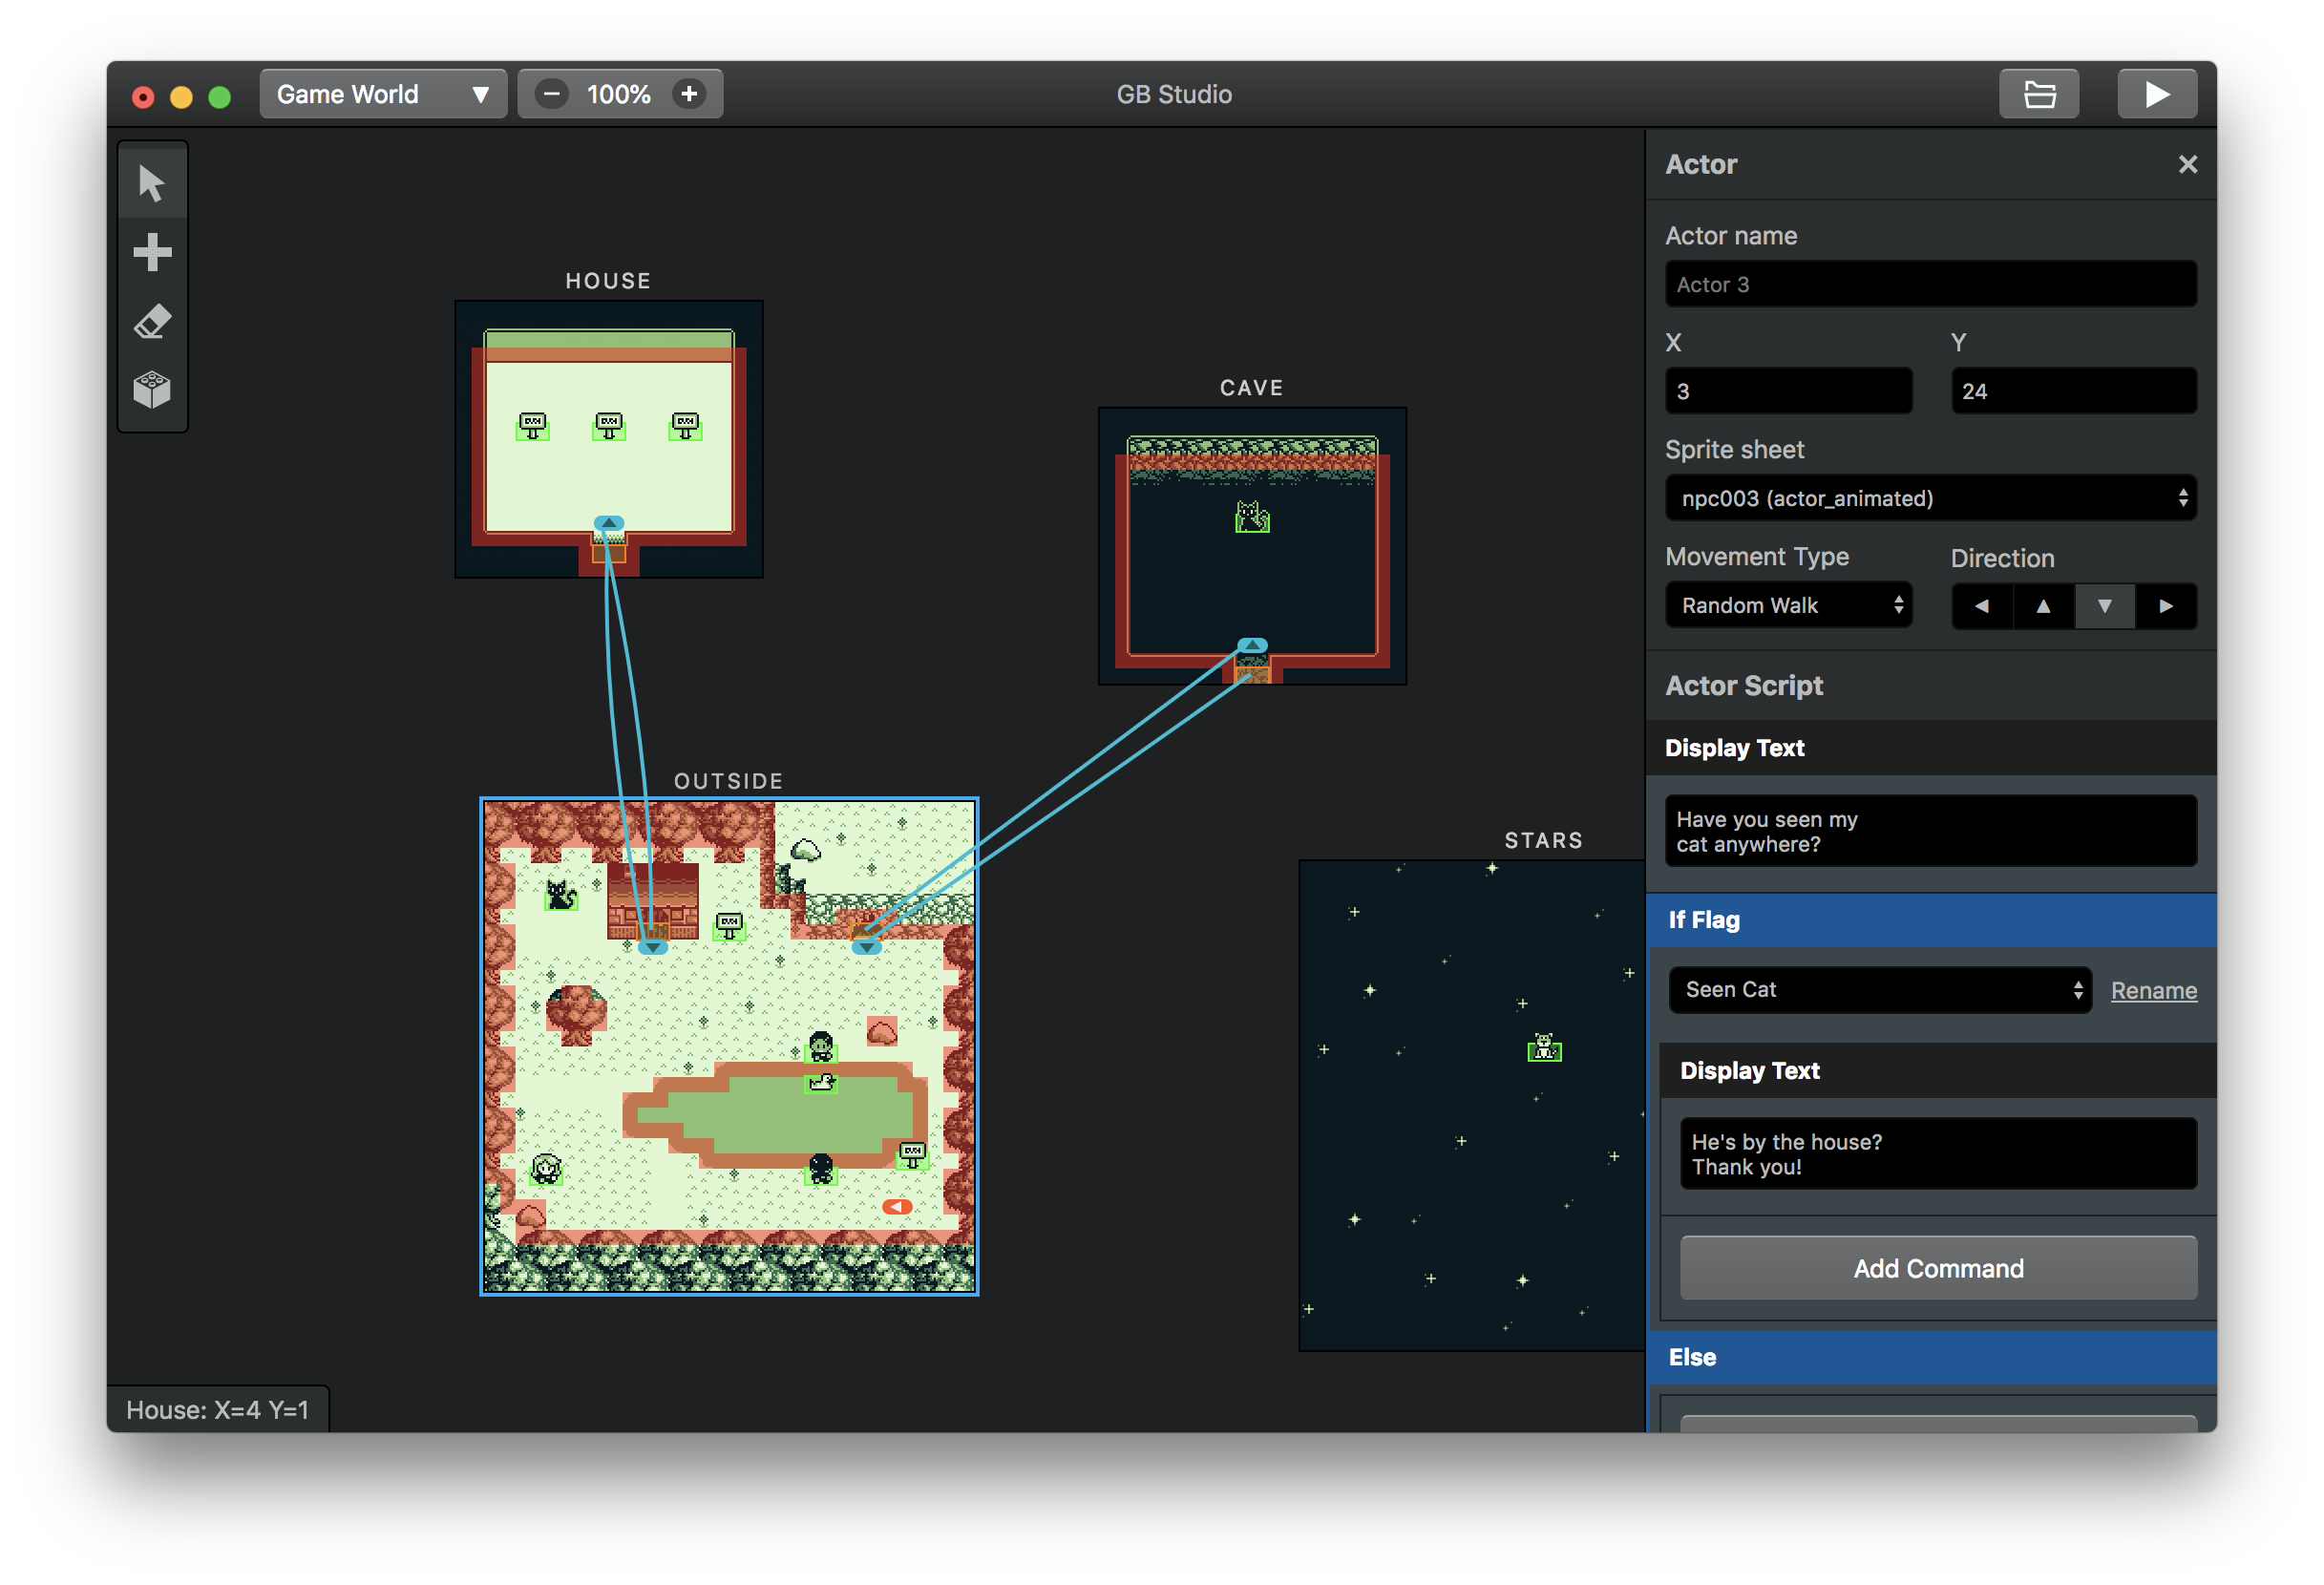 Game World
100%
GB Studio
Actor
Actor name
Actor 3
X
Y
3
24
Sprite sheet
npc003 (actor_animated)
Movement Type
Direction
Random Walk
Actor Script
Display Text
Have you seen my
cat anywhere?
If Flag
Seen Cat
Rename
Display Text
He's by the house?
Thank you!
Add Command
Else
HOUSE
CAVE
OUTSIDE
STARS
House: X=4 Y=1